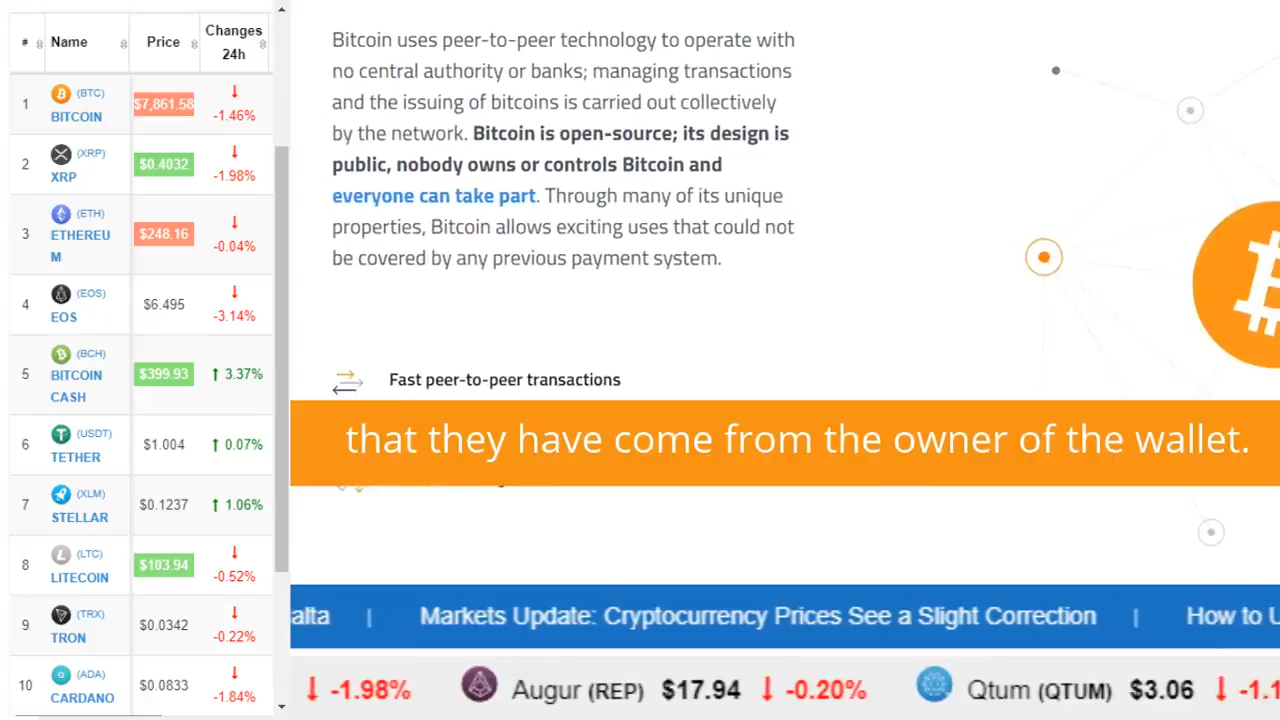 # Name Price Changes
24h
1 (BTC) BITCOIN $7,861.58 -1.46%
2 (XRP) XRP $0.4032 -1.98%
3 (ETH) ETHEREU
M $248.16 -0.04%
4 (EOS) EOS $6.495 -3.14%
5 (BCH) BITCOIN
CASH $399.93 ↑ 3.37%
6 (USDT) TETHER $1.004 ↑ 0.07%
7 (XLM) STELLAR $0.1237 ↑ 1.06%
8 (LTC) LITECOIN $103.94 -0.52%
9 (TRX) TRON $0.0342 -0.22%
10 (ADA) CARDANO $0.0833 -1.84%
Bitcoin uses peer-to-peer technology to operate with
no central authority or banks; managing transactions
and the issuing of bitcoins is carried out collectively
by the network. Bitcoin is open-source; its design is
public, nobody owns or controls Bitcoin and
everyone can take part. Through many of its unique
properties, Bitcoin allows exciting uses that could not
be covered by any previous payment system.
Fast peer-to-peer transactions
that they have come from the owner of the wallet.
alta | Markets Update: Cryptocurrency Prices See a Slight Correction | How to U
↓ -1.98% Augur (REP) $17.94 ↓ -0.20% Qtum (QTUM) $3.06 ↓ -1.1